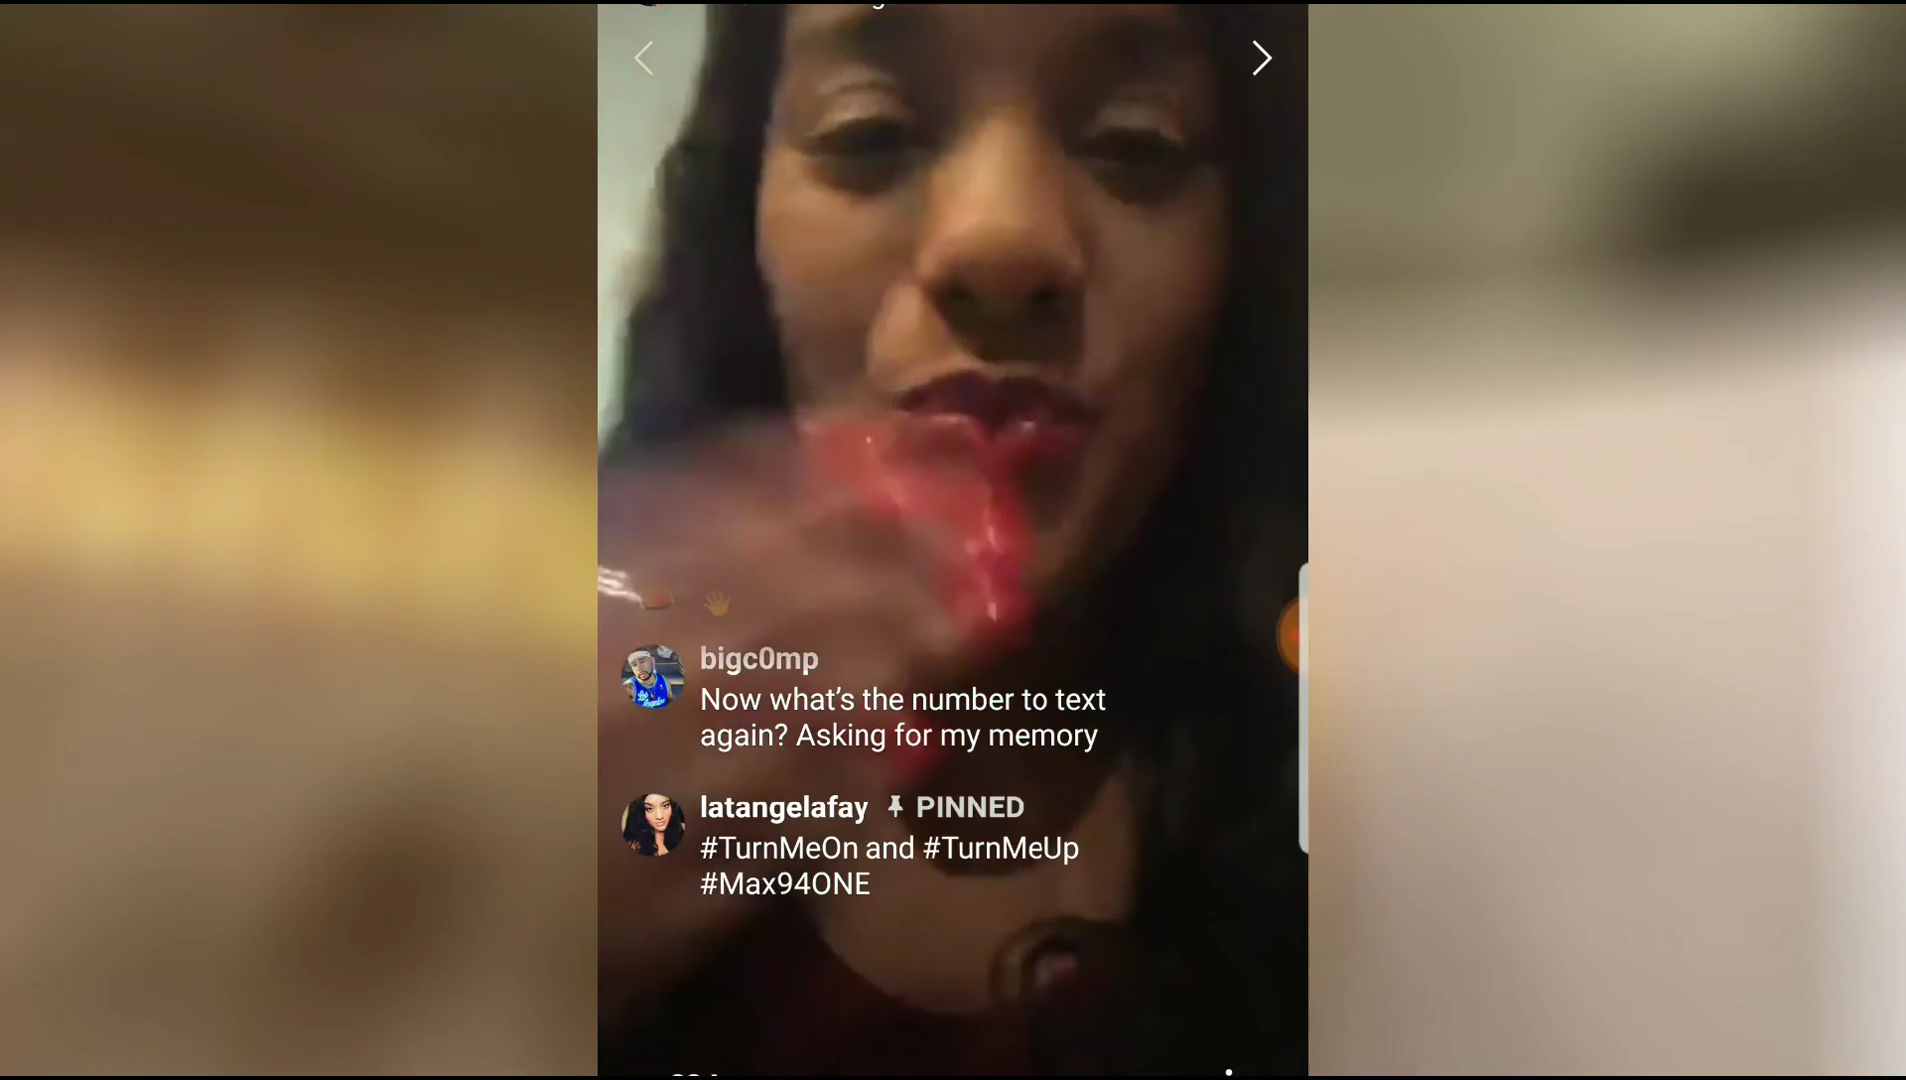 bigc0mp
Now what's the number to text
again? Asking for my memory
latangelafay PINNED
#TurnMeOn and #TurnMeUp
#Max94ONE